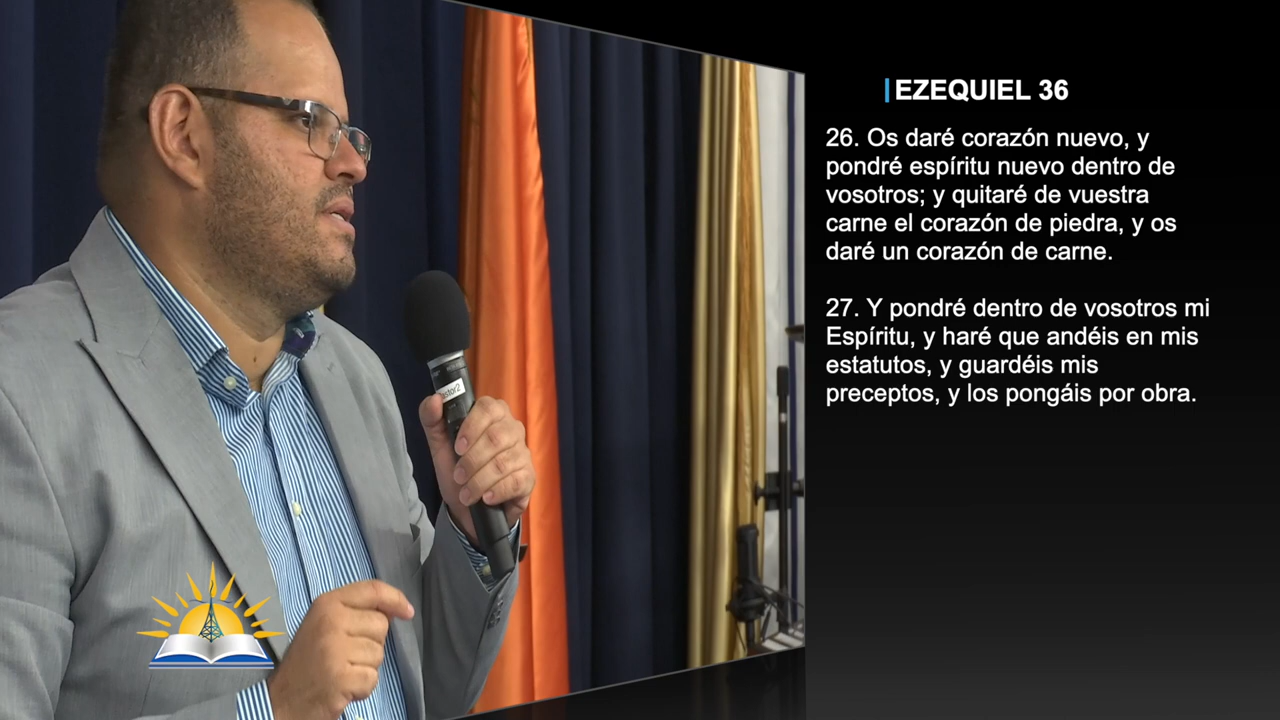 EZEQUIEL 36
26. Os daré corazón nuevo, y
pondré espíritu nuevo dentro de
vosotros; y quitaré de vuestra
carne el corazón de piedra, y os
daré un corazón de carne.
27. Y pondré dentro de vosotros mi
Espíritu, y haré que andéis en mis
estatutos, y guardéis mis
preceptos, y los pongáis por obra.